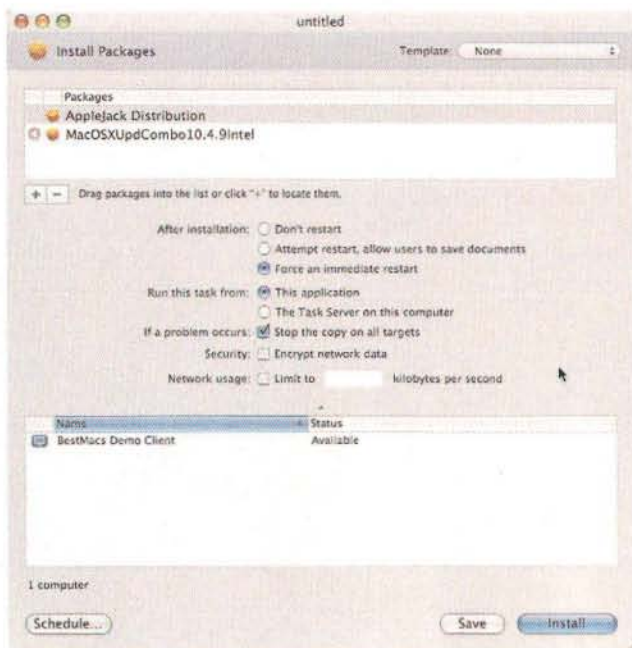 untitled
Install Packages
Template: None
Packages
AppleJack Distribution
MacOSXUpdCombo10.4.9Intel
+ - Drag packages into the list or click "+" to locate them.
After installation: Don't restart
Attempt restart, allow users to save documents
Force an immediate restart
Run this task from: This application
The Task Server on this computer
If a problem occurs: Stop the copy on all targets
Security: Encrypt network data
Network usage: Limit to kilobytes per second
Name Status
BestMacs Demo Client Available
1 computer
Schedule... Save Install